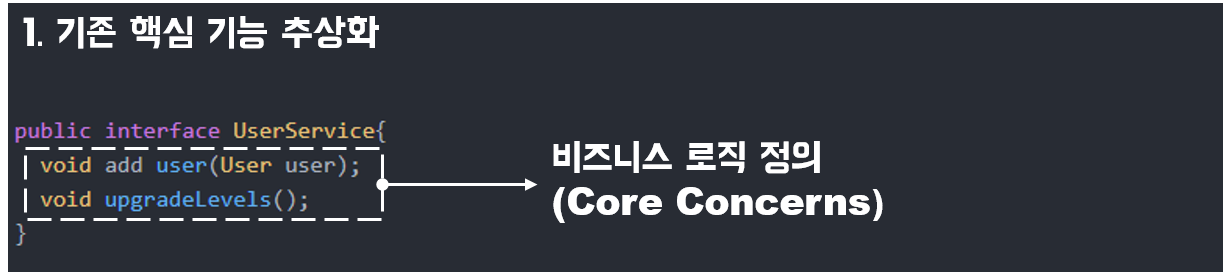 1. 기존 핵심 기능 추상화
public interface UserService{
void add user(User user);
void upgradeLevels();
}
비즈니스 로직 정의
(Core Concerns)